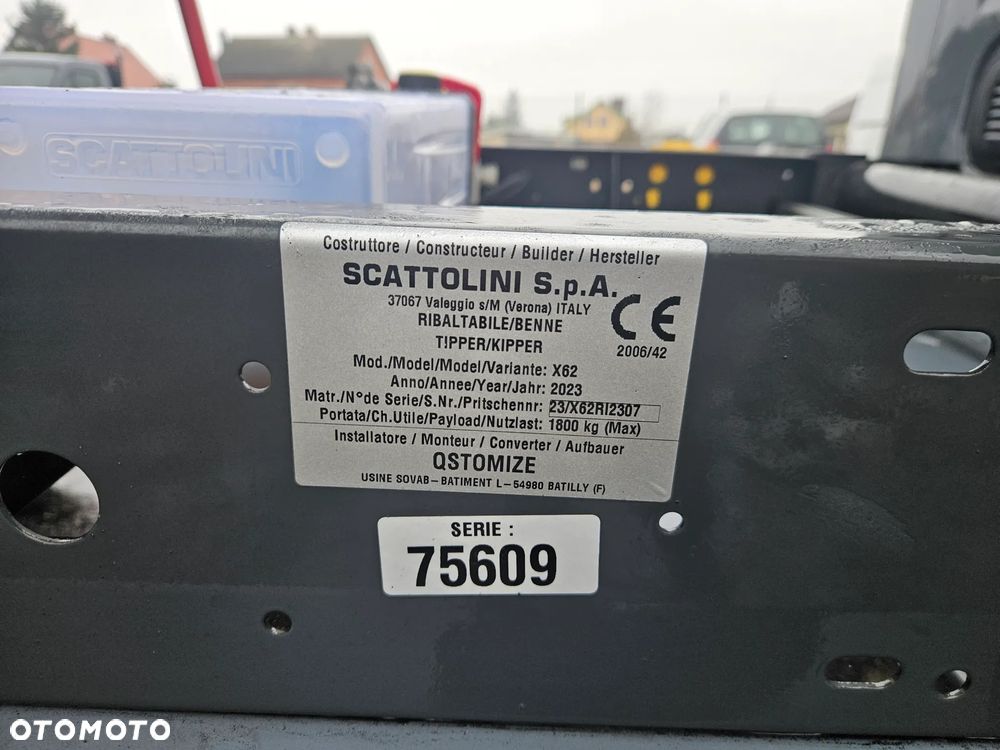 SCATTOLINI
Costruttore / Constructeur / Builder / Hersteller
SCATTOLINI S.p.A.
37067 Valeggio s/M (Verona) ITALY
RIBALTABILE/BENNE
TIPPER/KIPPER
CE
2006/42
Mod./Model/Model/Variante: X62
Anno/Annee/Year/Jahr: 2023
Matr./N°de Serie/S.Nr./Pritschennr: 23/X62RI2307
Portata/Ch.Utile/Payload/Nutzlast: 1800 kg (Max)
Installatore / Monteur / Converter / Aufbauer
QSTOMIZE
USINE SOVAB-BATIMENT L-54980 BATILLY (F)
SERIE :
75609
OTOMOTO